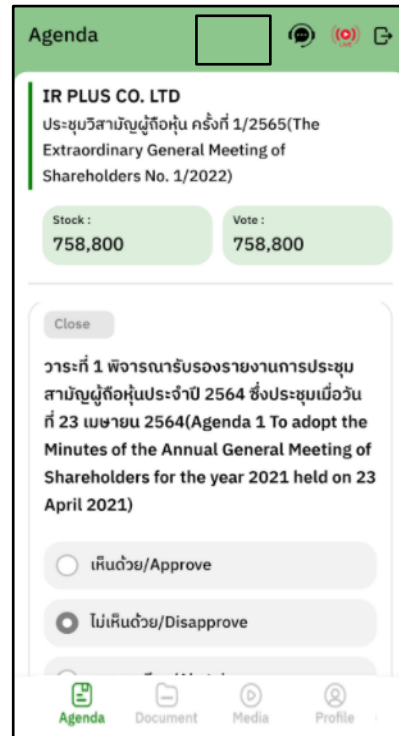 Agenda
LIVE
IR PLUS CO. LTD
ประชุมวิสามัญผู้ถือหุ้น ครั้งที่ 1/2565(The
Extraordinary General Meeting of
Shareholders No. 1/2022)
Stock :
758,800
Vote :
758,800
Close
วาระที่ 1 พิจารณารับรองรายงานการประชุม
สามัญผู้ถือหุ้นประจำปี 2564 ซึ่งประชุมเมื่อวัน
ที่ 23 เมษายน 2564(Agenda 1 To adopt the
Minutes of the Annual General Meeting of
Shareholders for the year 2021 held on 23
April 2021)
เห็นด้วย/Approve
ไม่เห็นด้วย/Disapprove
Agenda
Document
Media
Profile